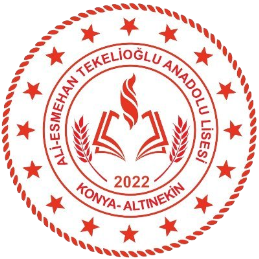 ALİ-ESMEHAN TEKELİOĞLU ANADOLU LİSESİ
2022
KONYA- ALTINEKİN